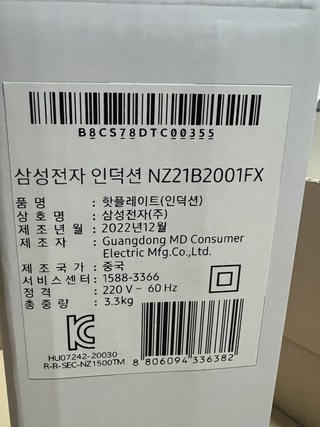 B8CS78DTC00355
삼성전자 인덕션 NZ21B2001FX
품 명 : 핫플레이트(인덕션)
상 호 명 : 삼성전자(주)
제 조 년 월 : 2022년12월
제 조 자 : Guangdong MD Consumer
Electric Mfg.Co.,Ltd.
제 조 국 가 : 중국
서비스센터 : 1588-3366
정 격 : 220 V~ 60 Hz
총 중 량 : 3.3kg
HU07242-20030
R-R-SEC-NZ1500TM
8 806094 336382